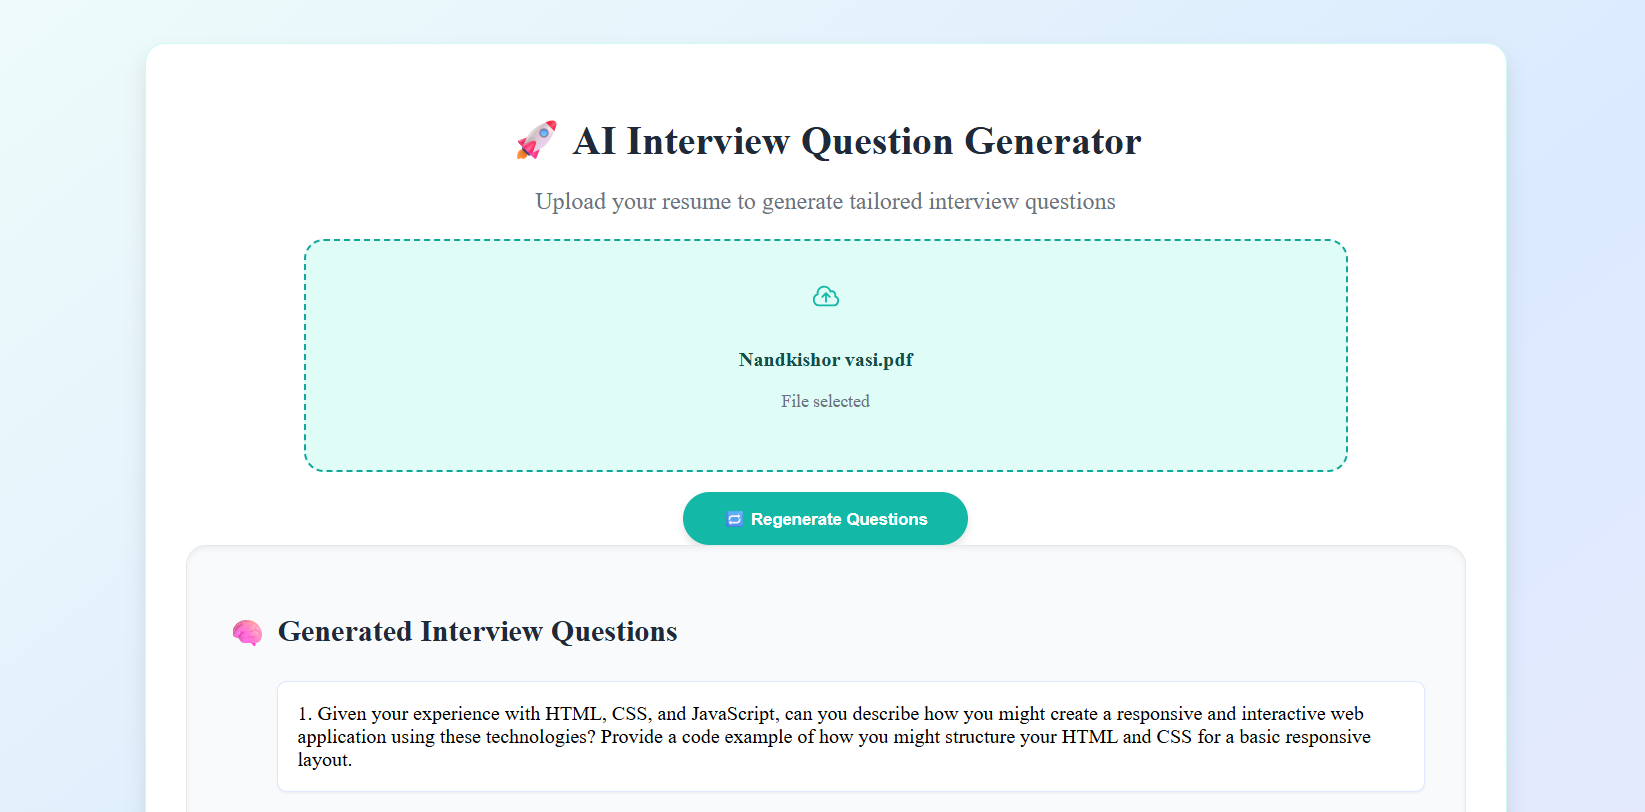 🚀 AI Interview Question Generator
Upload your resume to generate tailored interview questions
Nandkishor vasi.pdf
File selected
🔁 Regenerate Questions
🧠 Generated Interview Questions
1. Given your experience with HTML, CSS, and JavaScript, can you describe how you might create a responsive and interactive web
application using these technologies? Provide a code example of how you might structure your HTML and CSS for a basic responsive
layout.